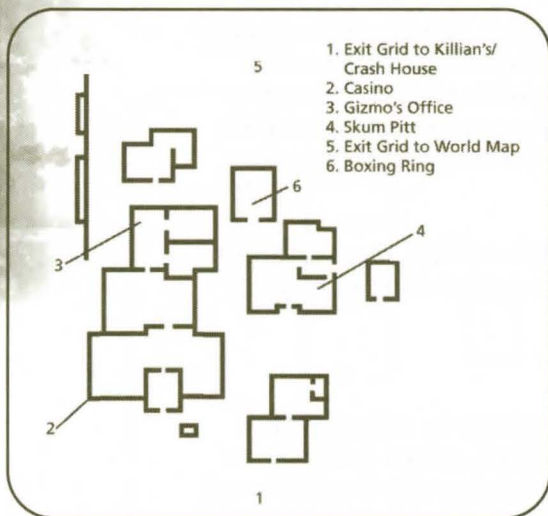 5
1. Exit Grid to Killian's/
Crash House
2. Casino
3. Gizmo's Office
4. Skum Pitt
5. Exit Grid to World Map
6. Boxing Ring
6
4
3
2
1